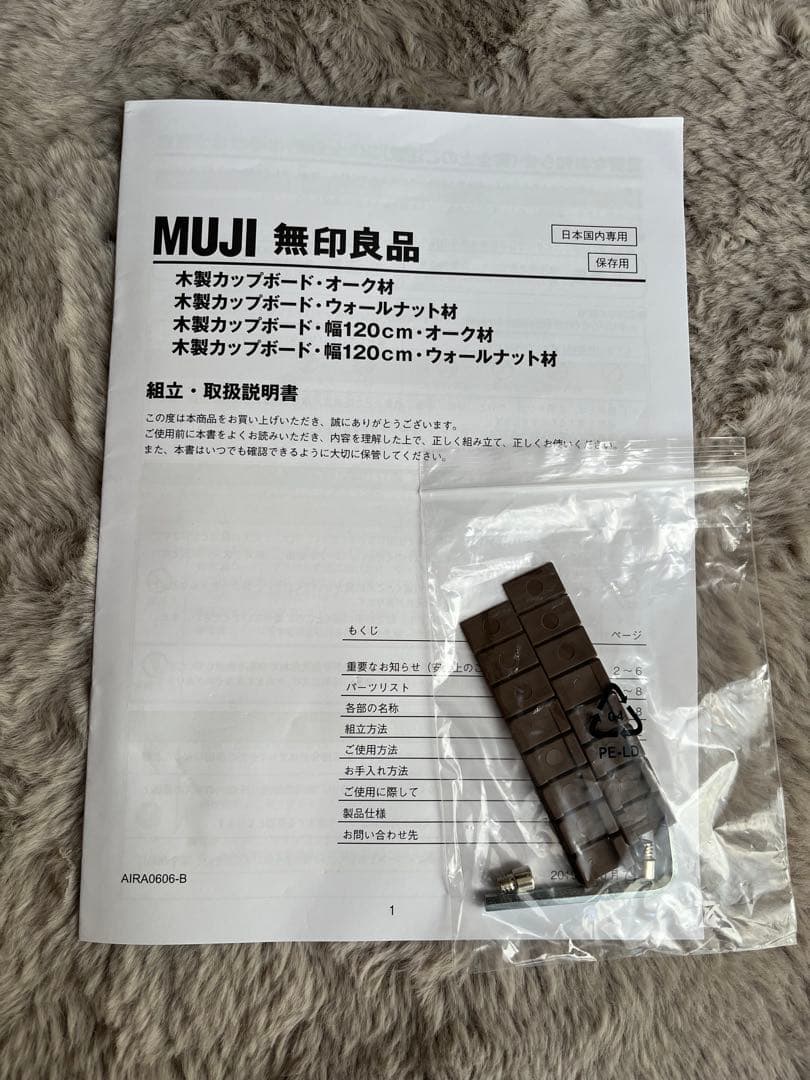 MUJI 無印良品
日本国内専用
保存用
木製カップボード・オーク材
木製カップボード・ウォールナット材
木製カップボード・幅120cm・オーク材
木製カップボード・幅120cm・ウォールナット材
組立・取扱説明書
この度は本商品をお買い上げいただき、誠にありがとうございます。
ご使用前に本書をよくお読みいただき、内容を理解した上で、正しく組み立て、正しくお使いください。
また、本書はいつでも確認できるように大切に保管してください。
もくじ ページ
重要なお知らせ（安 上のご 2～6
パーツリスト ～8
各部の名称 8
組立方法
ご使用方法
お手入れ方法
ご使用に際して
製品仕様
お問い合わせ先
04
PE-LD
AIRA0606-B
1